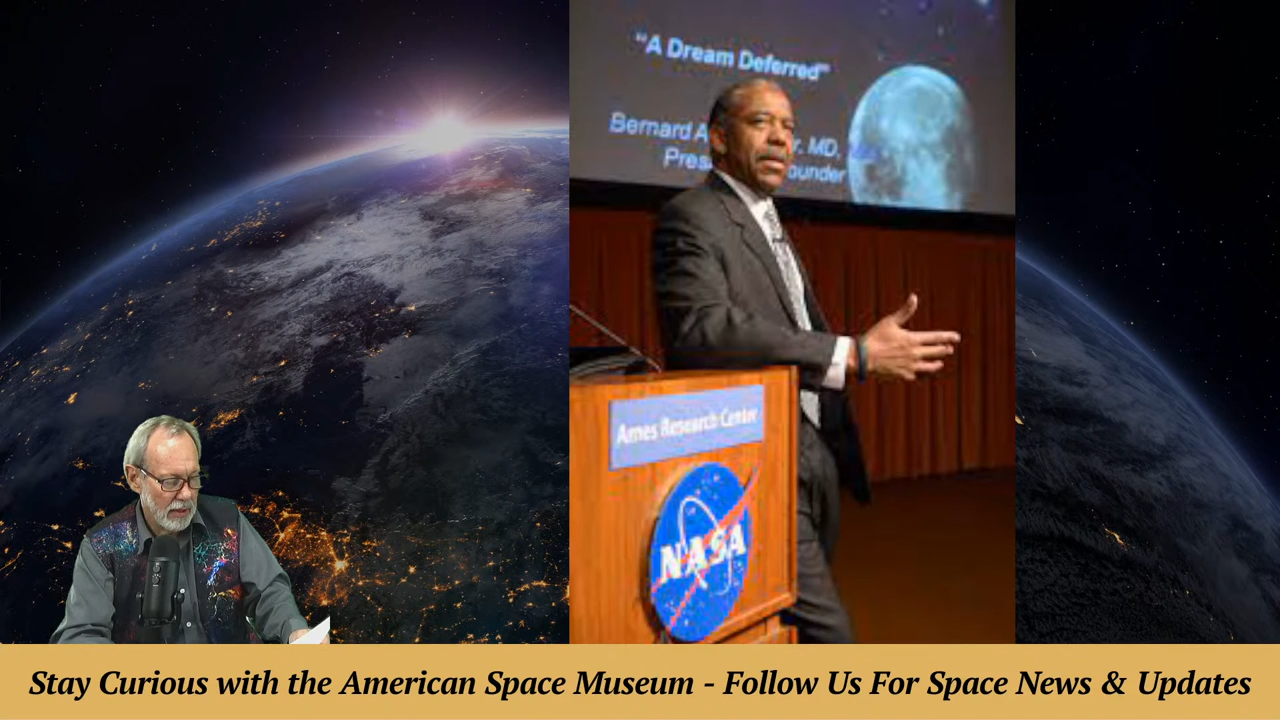 "A Dream Deferred"
Bernard A r, MD,
Pres ounder
Ames Research Center
NASA
Stay Curious with the American Space Museum - Follow Us For Space News & Updates